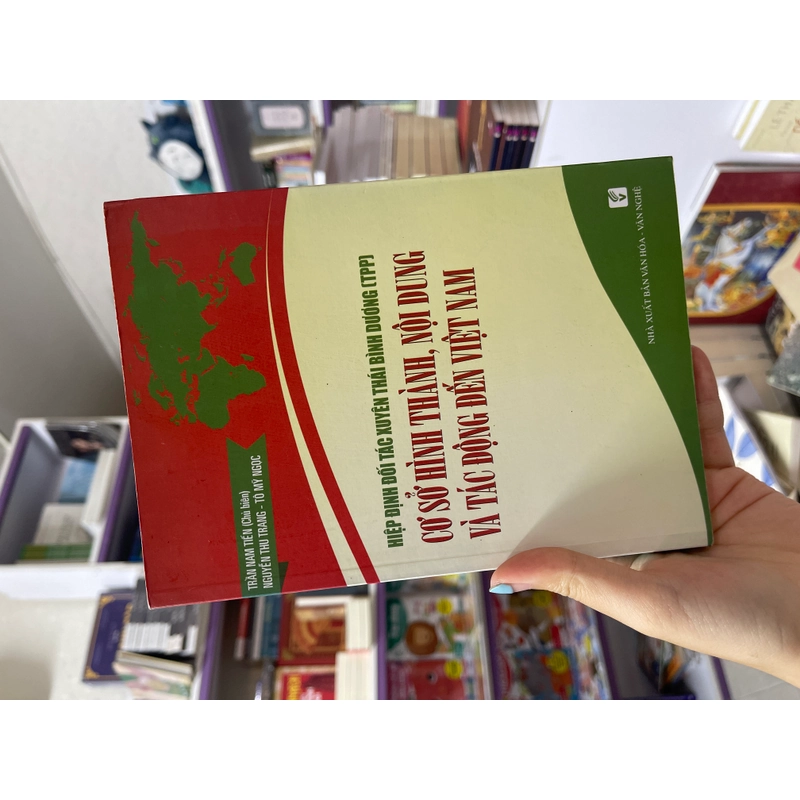 TRẦN NAM TIẾN (Chủ biên)
NGUYỄN THU TRANG - TÔ MỸ NGỌC
HIỆP ĐỊNH ĐỐI TÁC XUYÊN THÁI BÌNH DƯƠNG (TPP)
CƠ SỞ HÌNH THÀNH, NỘI DUNG
VÀ TÁC ĐỘNG ĐẾN VIỆT NAM
NHÀ XUẤT BẢN VĂN HÓA - VĂN NGHỆ